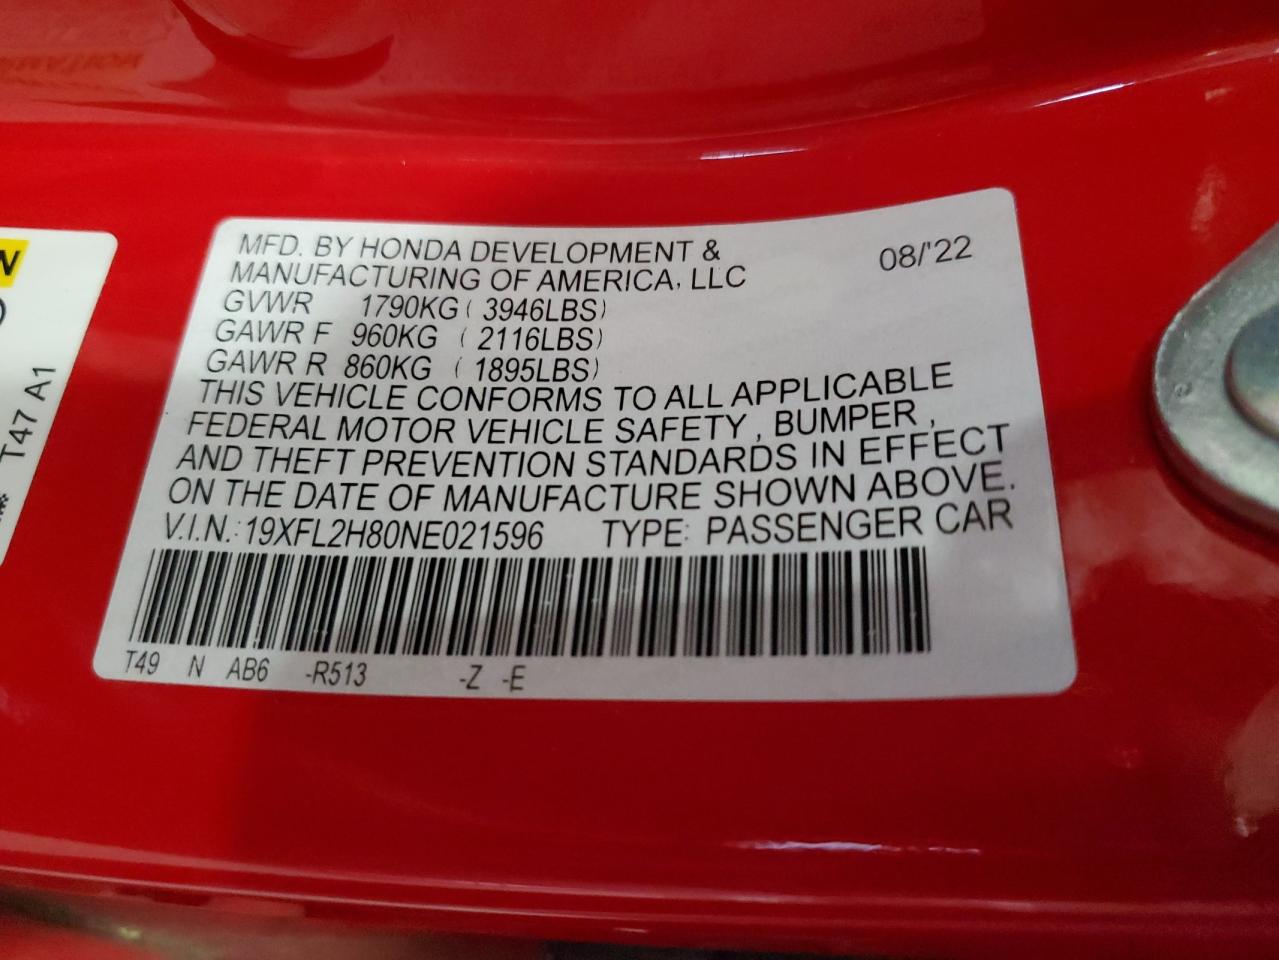 MFD. BY HONDA DEVELOPMENT & 08/'22
MANUFACTURING OF AMERICA, LLC
GVWR 1790KG ( 3946LBS)
GAWR F 960KG ( 2116LBS)
GAWR R 860KG ( 1895LBS)
THIS VEHICLE CONFORMS TO ALL APPLICABLE
FEDERAL MOTOR VEHICLE SAFETY , BUMPER ,
AND THEFT PREVENTION STANDARDS IN EFFECT
ON THE DATE OF MANUFACTURE SHOWN ABOVE.
V.I.N.: 19XFL2H80NE021596 TYPE: PASSENGER CAR
T49 N AB6 -R513 -Z -E
N
T47 A1